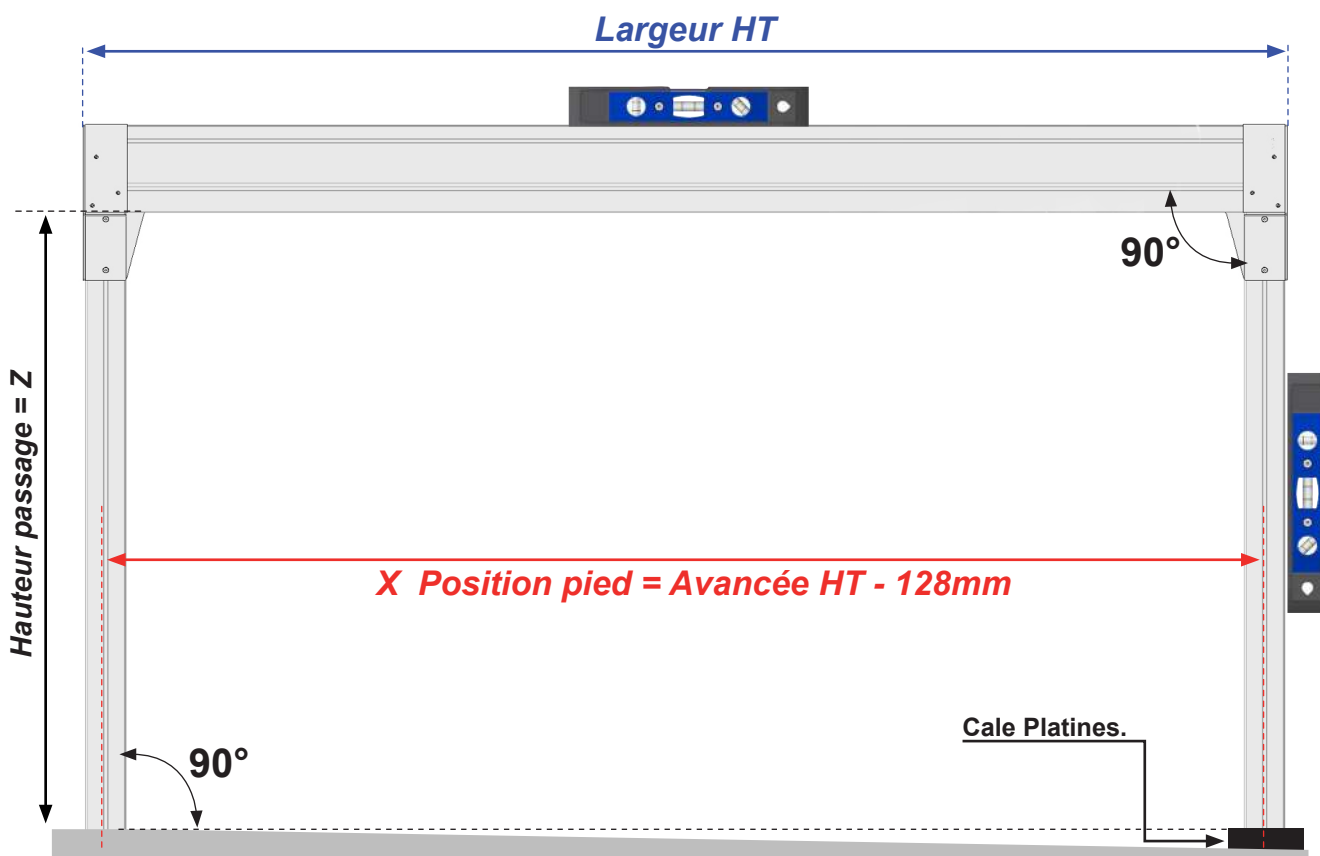 Largeur HT
90°
Hauteur passage = Z
X Position pied = Avancée HT - 128mm
Cale Platines.
90°